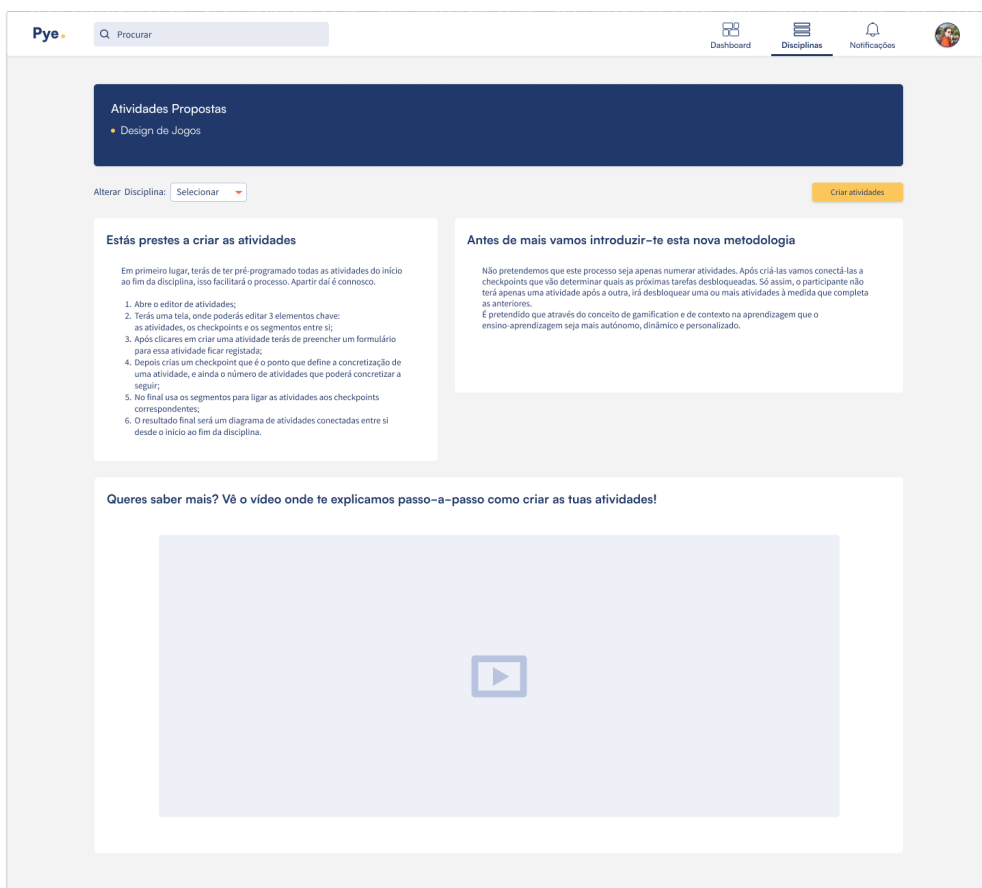 Pye.
Procurar
Dashboard
Disciplinas
Notificações
Atividades Propostas
• Design de Jogos
Alterar Disciplina:
Selecionar
Criar atividades
Estás prestes a criar as atividades
Em primeiro lugar, terás de ter pré-programado todas as atividades do início
ao fim da disciplina, isso facilitará o processo. Apartir daí é connosco.
1. Abre o editor de atividades;
2. Terás uma tela, onde poderás editar 3 elementos chave:
as atividades, os checkpoints e os segmentos entre si;
3. Após clicares em criar uma atividade terás de preencher um formulário
para essa atividade ficar registada;
4. Depois crias um checkpoint que é o ponto que define a concretização de
uma atividade, e ainda o número de atividades que poderá concretizar a
seguir;
5. No final usa os segmentos para ligar as atividades aos checkpoints
correspondentes;
6. O resultado final será um diagrama de atividades conectadas entre si
desde o inicio ao fim da disciplina.
Antes de mais vamos introduzir-te esta nova metodologia
Não pretendemos que este processo seja apenas numerar atividades. Após criá-las vamos conectá-las a
checkpoints que vão determinar quais as próximas tarefas desbloqueadas. Só assim, o participante não
terá apenas uma atividade após a outra, irá desbloquear uma ou mais atividades à medida que completa
as anteriores.
É pretendido que através do conceito de gamification e de contexto na aprendizagem que o
ensino-aprendizagem seja mais autónomo, dinâmico e personalizado.
Queres saber mais? Vê o vídeo onde te explicamos passo-a-passo como criar as tuas atividades!